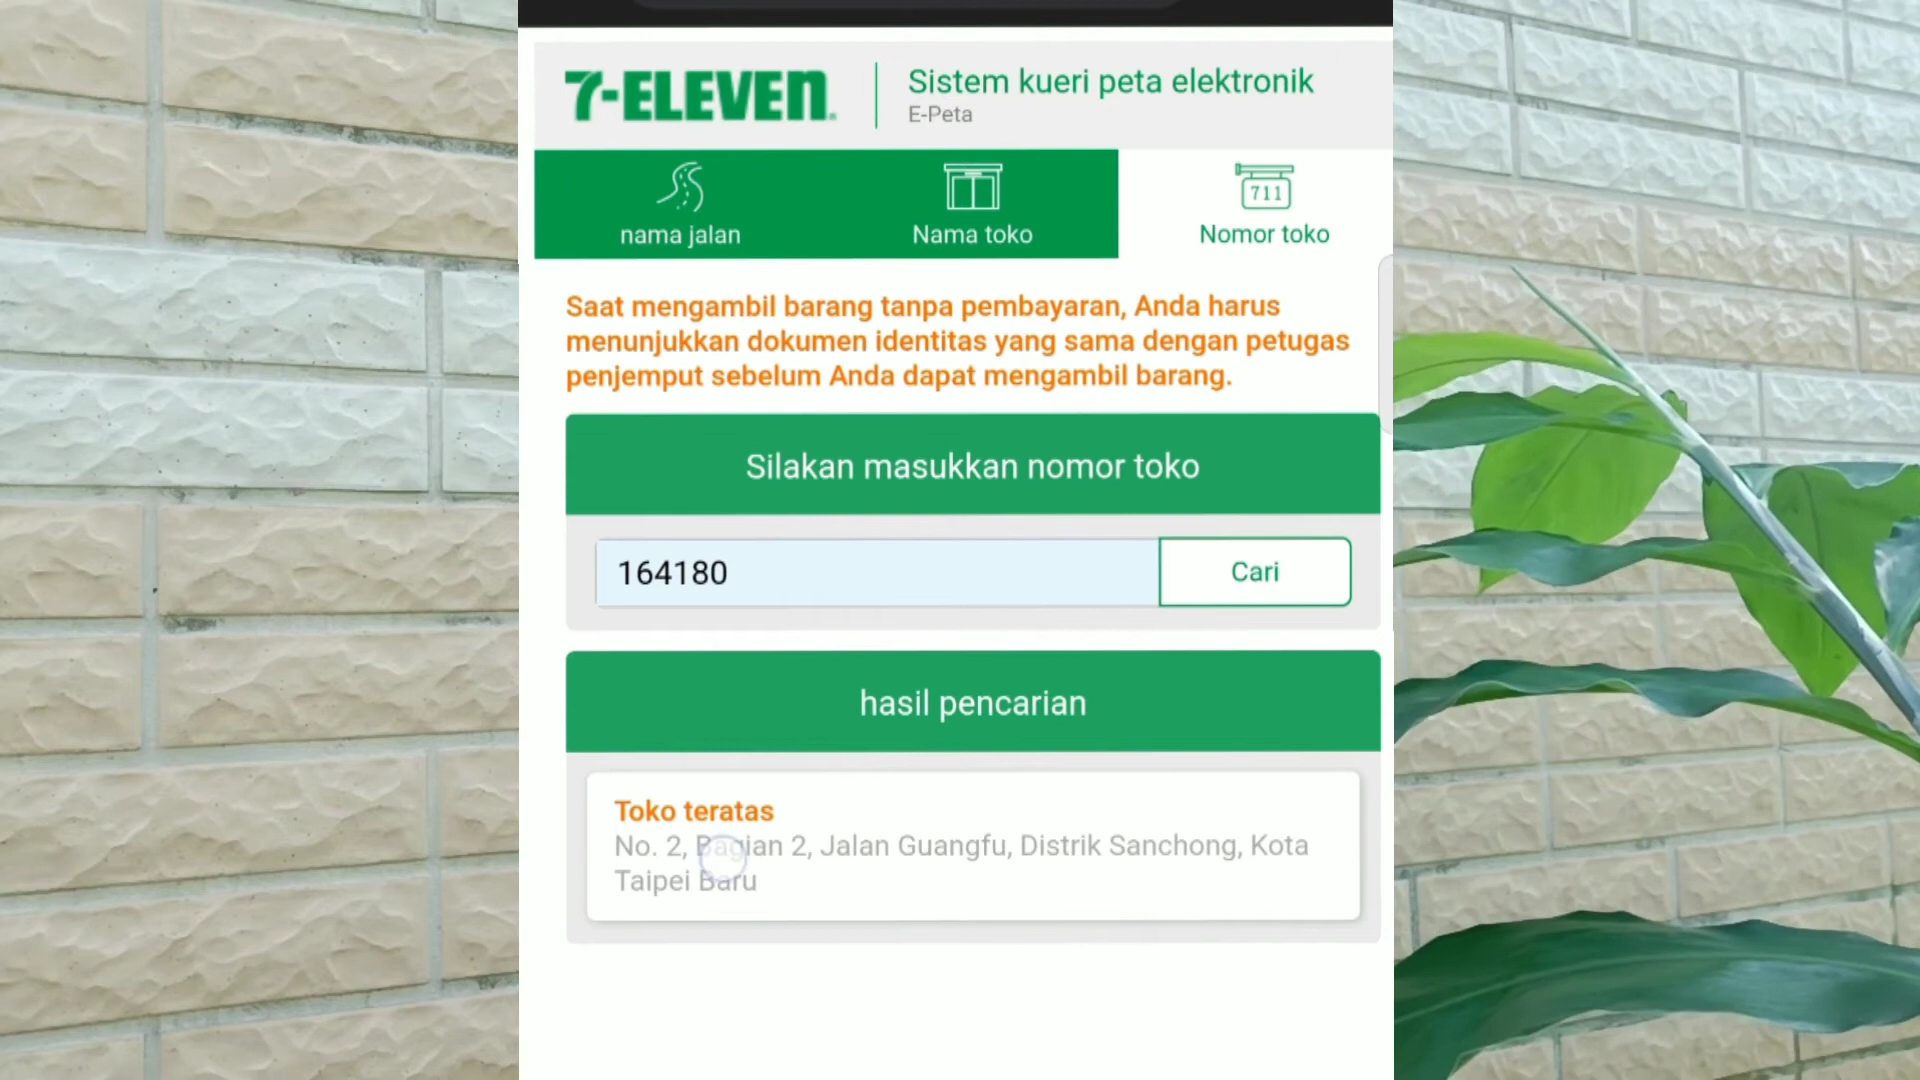 7-ELEVEN.
Sistem kueri peta elektronik
E-Peta
nama jalan
Nama toko
711
Nomor toko
Saat mengambil barang tanpa pembayaran, Anda harus
menunjukkan dokumen identitas yang sama dengan petugas
penjemput sebelum Anda dapat mengambil barang.
Silakan masukkan nomor toko
164180
Cari
hasil pencarian
Toko teratas
No. 2, Bagian 2, Jalan Guangfu, Distrik Sanchong, Kota
Taipei Baru